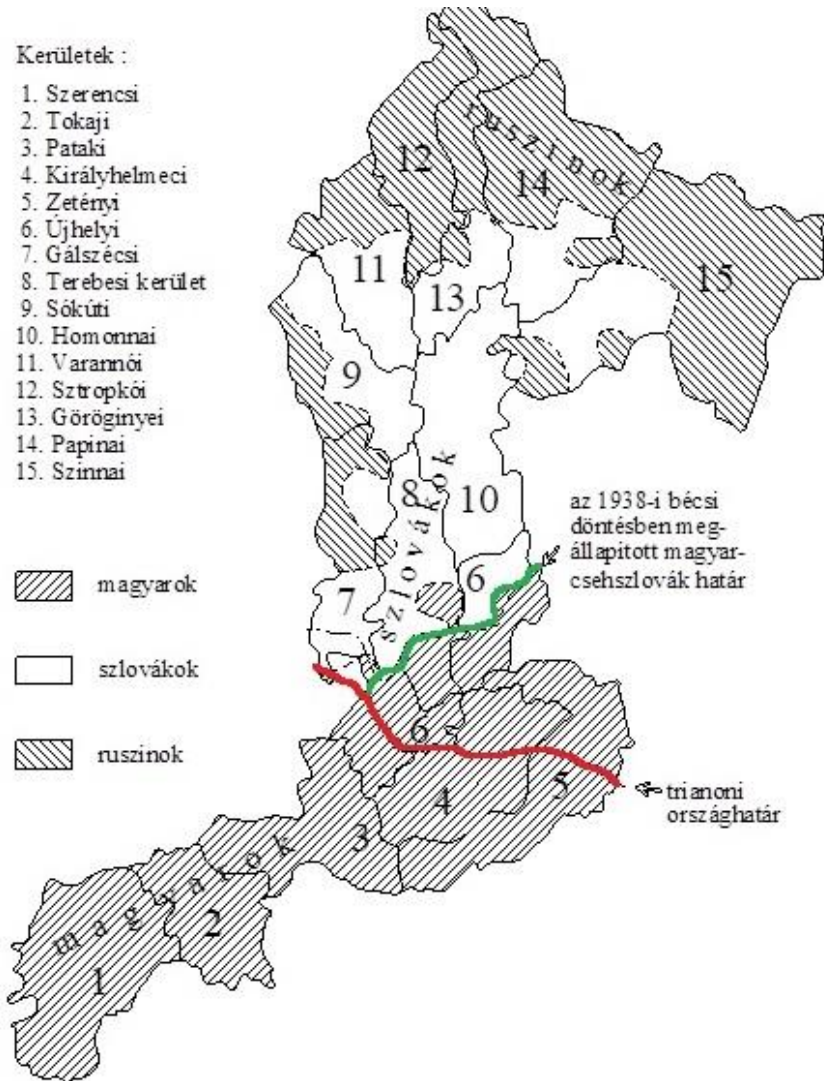 Kerületek :
1. Szerencsi
2. Tokaji
3. Pataki
4. Királyhelmeci
5. Zetényi
6. Újhelyi
7. Gálszécsi
8. Terebesi kerület
9. Sókúti
10. Homonnai
11. Varannói
12. Sztropkói
13. Göröginyei
14. Papinai
15. Szinnai
magyarok
szlovákok
ruszinok
ruszinok
12
14
11
13
15
9
szlovákok
8
10
az 1938-i bécsi
döntésben meg-
állapított magyar-
csehszlovák határ
7
6
6
5
4
3
trianoni
országhatár
magyarok
2
1